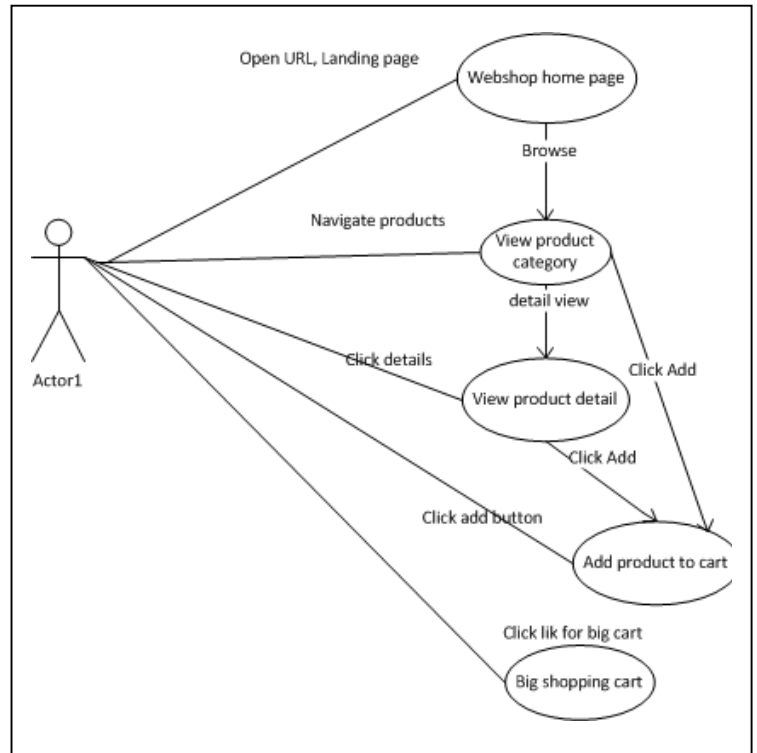 Open URL, Landing page
Webshop home page
Browse
Navigate products
View product
category
detail view
Click details
Click Add
Actor1
View product detail
Click Add
Click add button
Add product to cart
Click lik for big cart
Big shopping cart